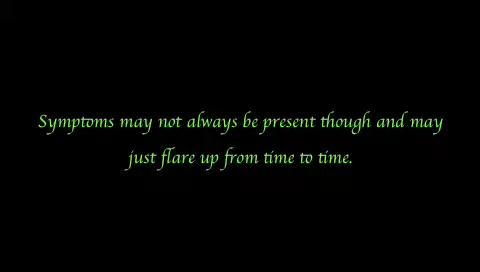 Symptoms may not always be present though and may
just flare up from time to time.